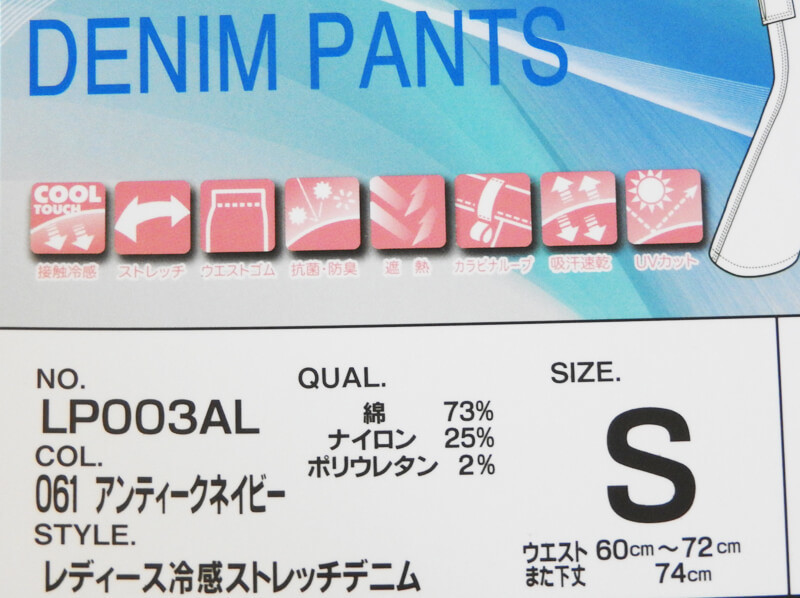 DENIM PANTS
COOL
TOUCH
接触冷感 ストレッチ ウエストゴム 抗菌・防臭 遮熱 カラビナループ 吸汗速乾 UVカット
NO.
LP003AL
COL.
061 アンティークネイビー
STYLE.
レディース冷感ストレッチデニム
QUAL.
綿 73%
ナイロン 25%
ポリウレタン 2%
SIZE.
S
ウエスト 60cm～72cm
また下丈 74cm